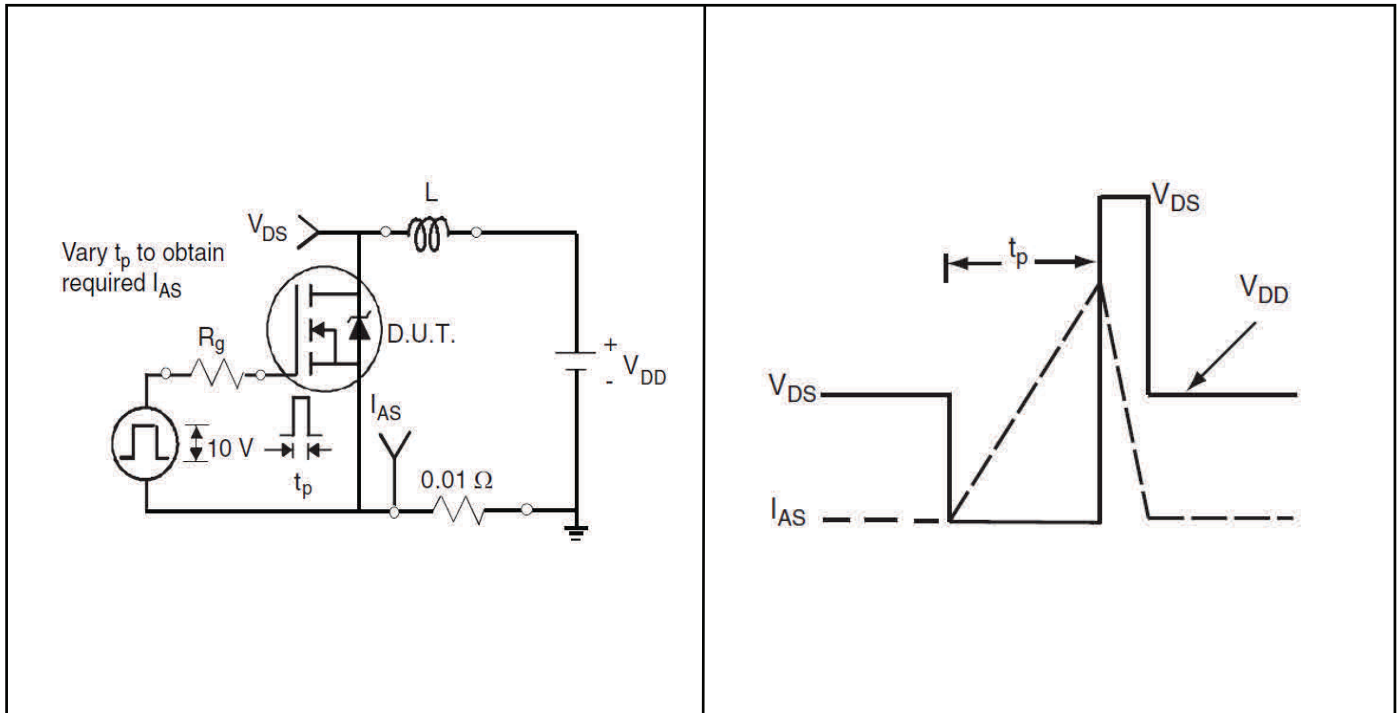 L
V_DS
Vary t_p to obtain
required I_AS
R_g
D.U.T.
+
V_DD
-
I_AS
10 V
t_p
0.01 Ω
V_DS
t_p
V_DD
V_DS
I_AS